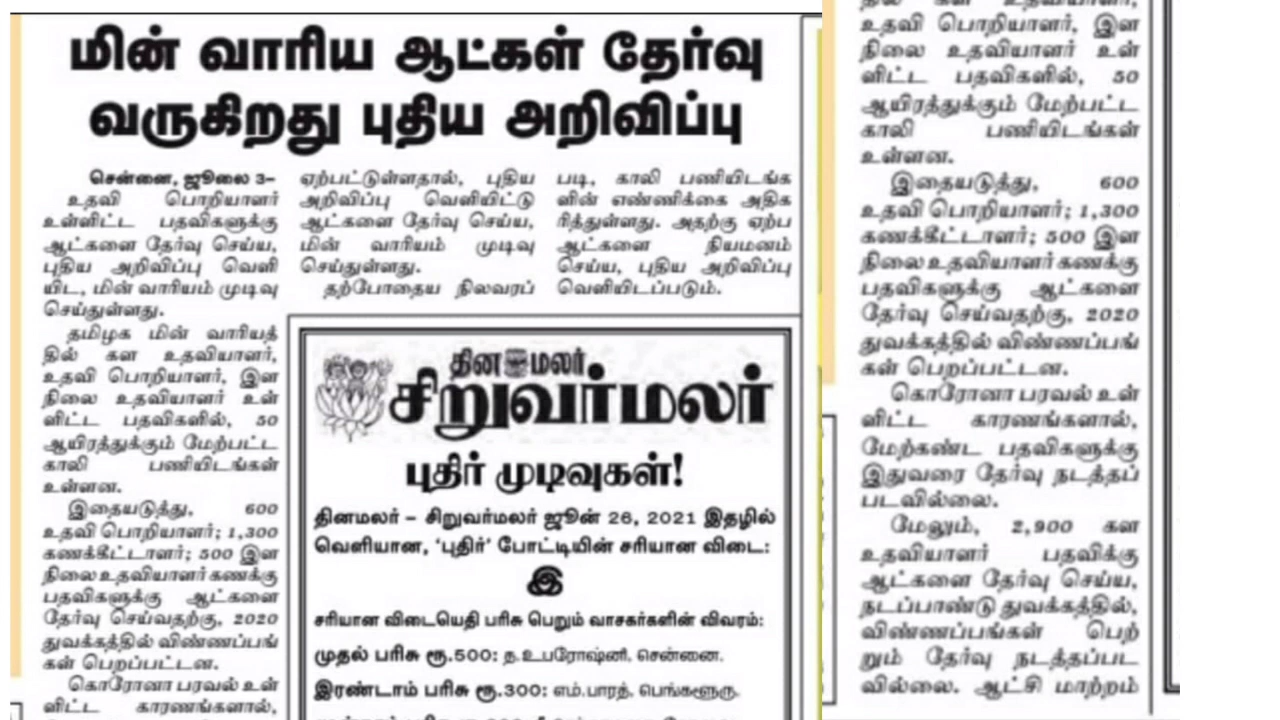 மின் வாரிய ஆட்கள் தேர்வு
வருகிறது புதிய அறிவிப்பு
சென்னை, ஜூலை 3–
உதவி பொறியாளர்
உள்ளிட்ட பதவிகளுக்கு
ஆட்களை தேர்வு செய்ய,
புதிய அறிவிப்பு வெளி
யிட, மின் வாரியம் முடிவு
செய்துள்ளது.
தமிழக மின் வாரியத்
தில் கள உதவியாளர்,
உதவி பொறியாளர், இள
நிலை உதவியாளர் உள்
ளிட்ட பதவிகளில், 50
ஆயிரத்துக்கும் மேற்பட்ட
காலி பணியிடங்கள்
உள்ளன.
இதையடுத்து, 600
உதவி பொறியாளர்; 1,300
கணக்கீட்டாளர்; 500 இள
நிலை உதவியாளர் கணக்கு
பதவிகளுக்கு ஆட்களை
தேர்வு செய்வதற்கு, 2020
துவக்கத்தில் விண்ணப்பங்
கள் பெறப்பட்டன.
கொரோனா பரவல் உள்
ளிட்ட காரணங்களால்,
ஏற்பட்டுள்ளதால், புதிய
அறிவிப்பு வெளியிட்டு
ஆட்களை தேர்வு செய்ய,
மின் வாரியம் முடிவு
செய்துள்ளது.
தற்போதைய நிலவரப்
படி, காலி பணியிடங்க
ளின் எண்ணிக்கை அதிக
ரித்துள்ளது. அதற்கு ஏற்ப
ஆட்களை நியமனம்
செய்ய, புதிய அறிவிப்பு
வெளியிடப்படும்.
தினமலர்
சிறுவர்மலர்
புதிர் முடிவுகள்!
தினமலர் – சிறுவர்மலர் ஜூன் 26, 2021 இதழில்
வெளியான, ‘புதிர்’ போட்டியின் சரியான விடை:
இ
சரியான விடையெதி பரிசு பெறும் வாசகர்களின் விவரம்:
முதல் பரிசு ரூ.500: த.உபரோஷ்னி, சென்னை.
இரண்டாம் பரிசு ரூ.300: எம்.பாரத், பெங்களூரு.
தில் கள உதவியாளர்,
உதவி பொறியாளர், இள
நிலை உதவியாளர் உள்
ளிட்ட பதவிகளில், 50
ஆயிரத்துக்கும் மேற்பட்ட
காலி பணியிடங்கள்
உள்ளன.
இதையடுத்து, 600
உதவி பொறியாளர்; 1,300
கணக்கீட்டாளர்; 500 இள
நிலை உதவியாளர் கணக்கு
பதவிகளுக்கு ஆட்களை
தேர்வு செய்வதற்கு, 2020
துவக்கத்தில் விண்ணப்பங்
கள் பெறப்பட்டன.
கொரோனா பரவல் உள்
ளிட்ட காரணங்களால்,
மேற்கண்ட பதவிகளுக்கு
இதுவரை தேர்வு நடத்தப்
படவில்லை.
மேலும், 2,900 கள
உதவியாளர் பதவிக்கு
ஆட்களை தேர்வு செய்ய,
நடப்பாண்டு துவக்கத்தில்,
விண்ணப்பங்கள் பெற்
றும் தேர்வு நடத்தப்பட
வில்லை. ஆட்சி மாற்றம்